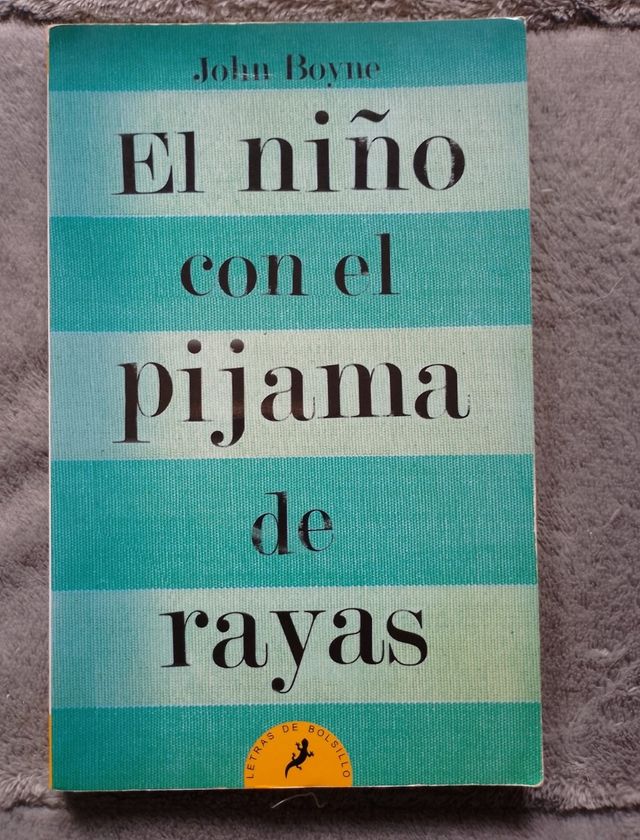 John Boyne
El niño
con el
pijama
de
rayas
LETRAS DE BOLSILLO